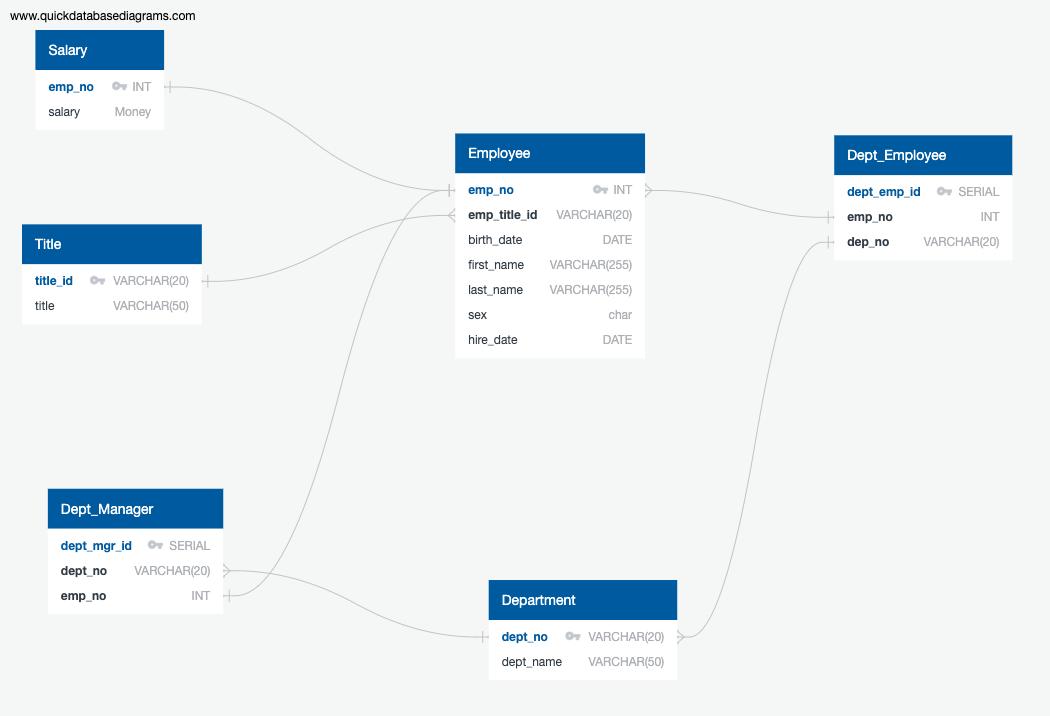 www.quickdatabasediagrams.com
Salary
emp_no INT
salary Money
Title
title_id VARCHAR(20)
title VARCHAR(50)
Employee
emp_no INT
emp_title_id VARCHAR(20)
birth_date DATE
first_name VARCHAR(255)
last_name VARCHAR(255)
sex char
hire_date DATE
Dept_Employee
dept_emp_id SERIAL
emp_no INT
dep_no VARCHAR(20)
Dept_Manager
dept_mgr_id SERIAL
dept_no VARCHAR(20)
emp_no INT
Department
dept_no VARCHAR(20)
dept_name VARCHAR(50)